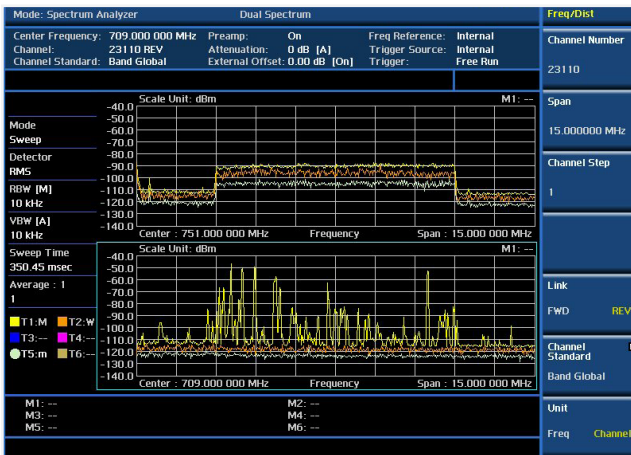 Mode: Spectrum Analyzer Dual Spectrum
Center Frequency: 709.000 000 MHz Preamp: On Freq Reference: Internal
Channel: 23110 REV Attenuation: 0 dB [A] Trigger Source: Internal
Channel Standard: Band Global External Offset: 0.00 dB [On] Trigger: Free Run
Scale Unit: dBm M1: --
-40.0
-50.0
-60.0
-70.0
-80.0
-90.0
-100.0
-110.0
-120.0
-130.0
-140.0
Center : 751.000 000 MHz Frequency Span : 15.000 000 MHz
Scale Unit: dBm M1: --
-40.0
-50.0
-60.0
-70.0
-80.0
-90.0
-100.0
-110.0
-120.0
-130.0
-140.0
Center : 709.000 000 MHz Frequency Span : 15.000 000 MHz
Mode
Sweep
Detector
RMS
RBW [M]
10 kHz
VBW [A]
10 kHz
Sweep Time
350.45 msec
Average : 1
1
T1:M T2:W
T3:-- T4:--
T5:m T6:--
M1: -- M2: --
M3: -- M4: --
M5: -- M6: --
Freq/Dist
Channel Number
23110
Span
15.000000 MHz
Channel Step
1
Link
FWD REV
Channel
Standard
Band Global
Unit
Freq Channel